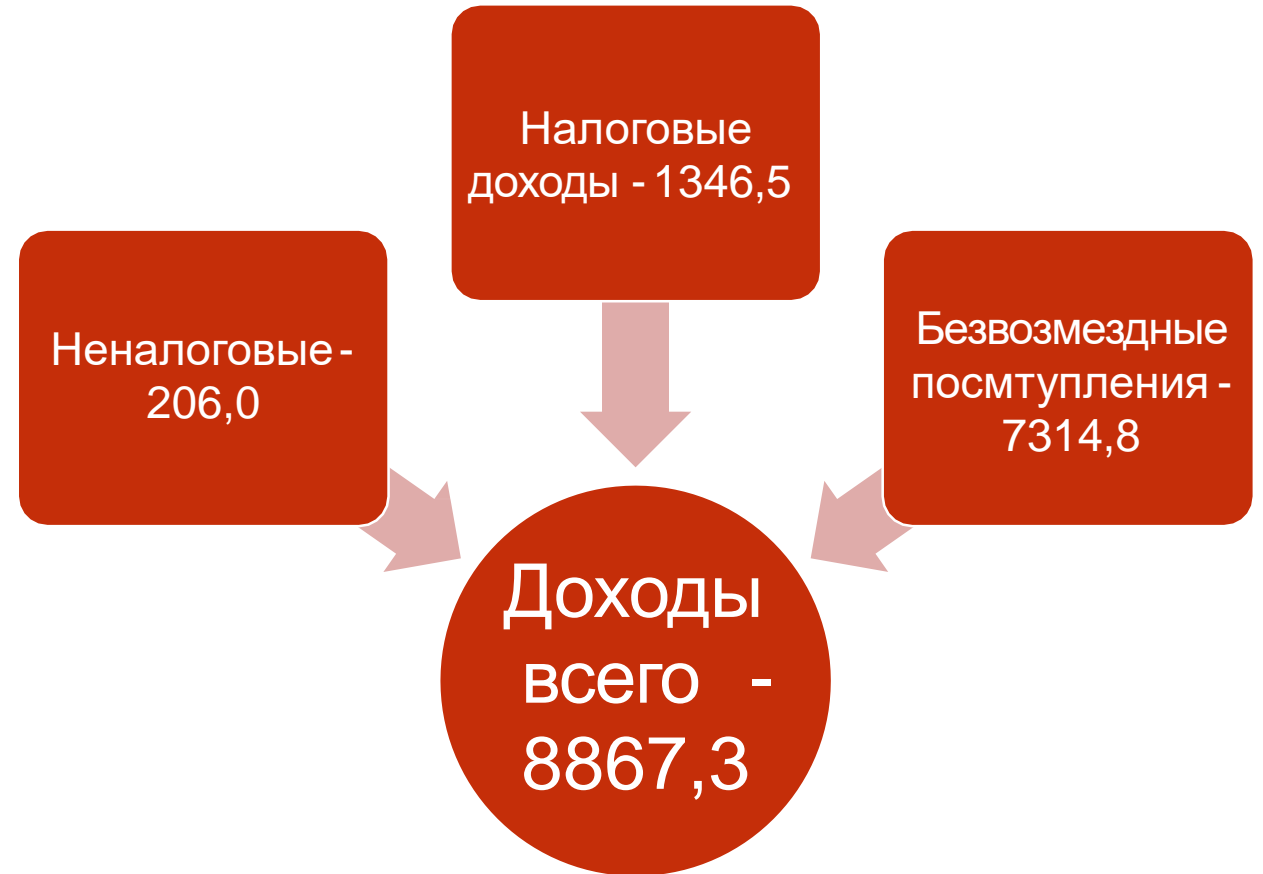 Налоговые
доходы - 1346,5
Неналоговые -
206,0
Безвозмездные
посмтупления -
7314,8
Доходы
всего -
8867,3